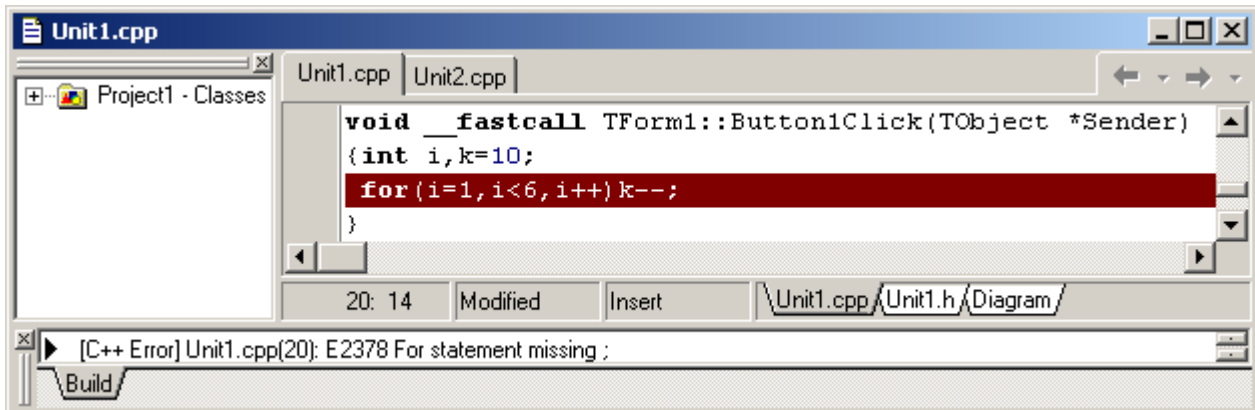 Unit1.cpp
Project1 - Classes
Unit1.cpp Unit2.cpp
void __fastcall TForm1::Button1Click(TObject *Sender)
{int i,k=10;
for(i=1,i<6,i++)k--;
}
20: 14 Modified Insert Unit1.cpp Unit1.h Diagram
[C++ Error] Unit1.cpp(20): E2378 For statement missing ;
Build